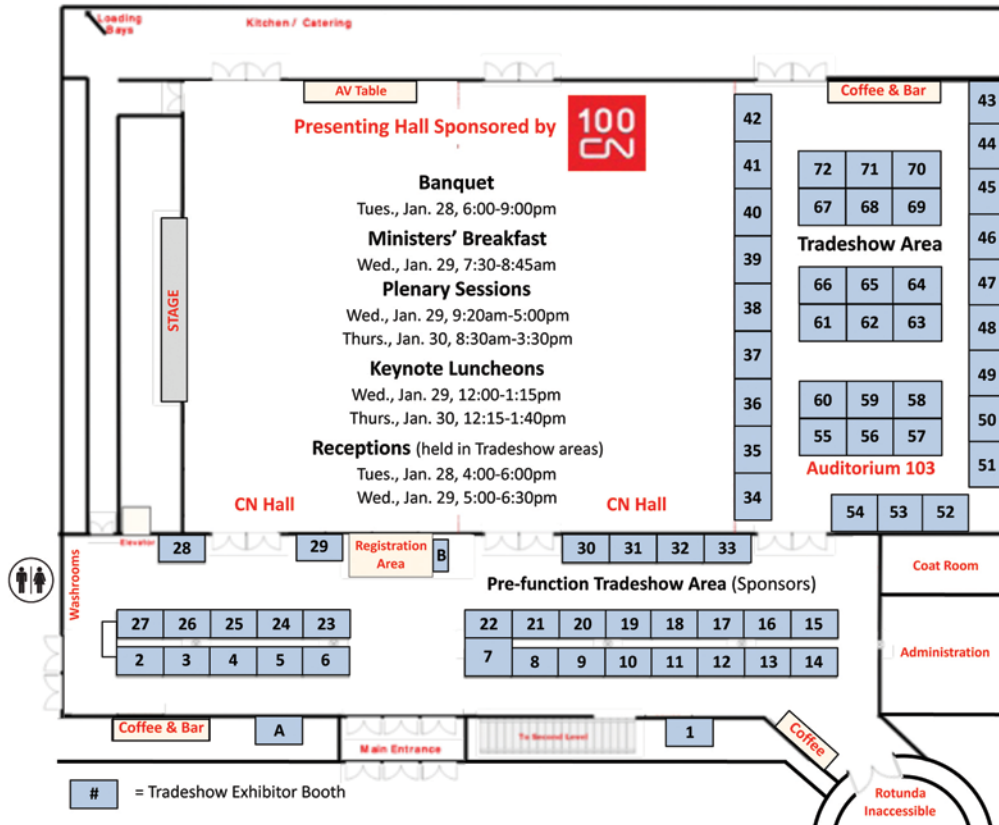 Loading
Bays
Kitchen / Catering
AV Table
Coffee & Bar
Presenting Hall Sponsored by
100
CN
Banquet
Tues., Jan. 28, 6:00-9:00pm
Ministers’ Breakfast
Wed., Jan. 29, 7:30-8:45am
Plenary Sessions
Wed., Jan. 29, 9:20am-5:00pm
Thurs., Jan. 30, 8:30am-3:30pm
Keynote Luncheons
Wed., Jan. 29, 12:00-1:15pm
Thurs., Jan. 30, 12:15-1:40pm
Receptions (held in Tradeshow areas)
Tues., Jan. 28, 4:00-6:00pm
Wed., Jan. 29, 5:00-6:30pm
STAGE
CN Hall
CN Hall
42
41
40
39
38
37
36
35
34
72 71 70
67 68 69
Tradeshow Area
66 65 64
61 62 63
60 59 58
55 56 57
Auditorium 103
54 53 52
43
44
45
46
47
48
49
50
51
Elevator
28
29
Registration
Area
B
30 31 32 33
Washrooms
Pre-function Tradeshow Area (Sponsors)
Coat Room
27 26 25 24 23
2 3 4 5 6
22 21 20 19 18 17 16 15
7 8 9 10 11 12 13 14
Administration
Coffee & Bar
A
Main Entrance
To Second Level
1
Coffee
Rotunda
Inaccessible
# = Tradeshow Exhibitor Booth